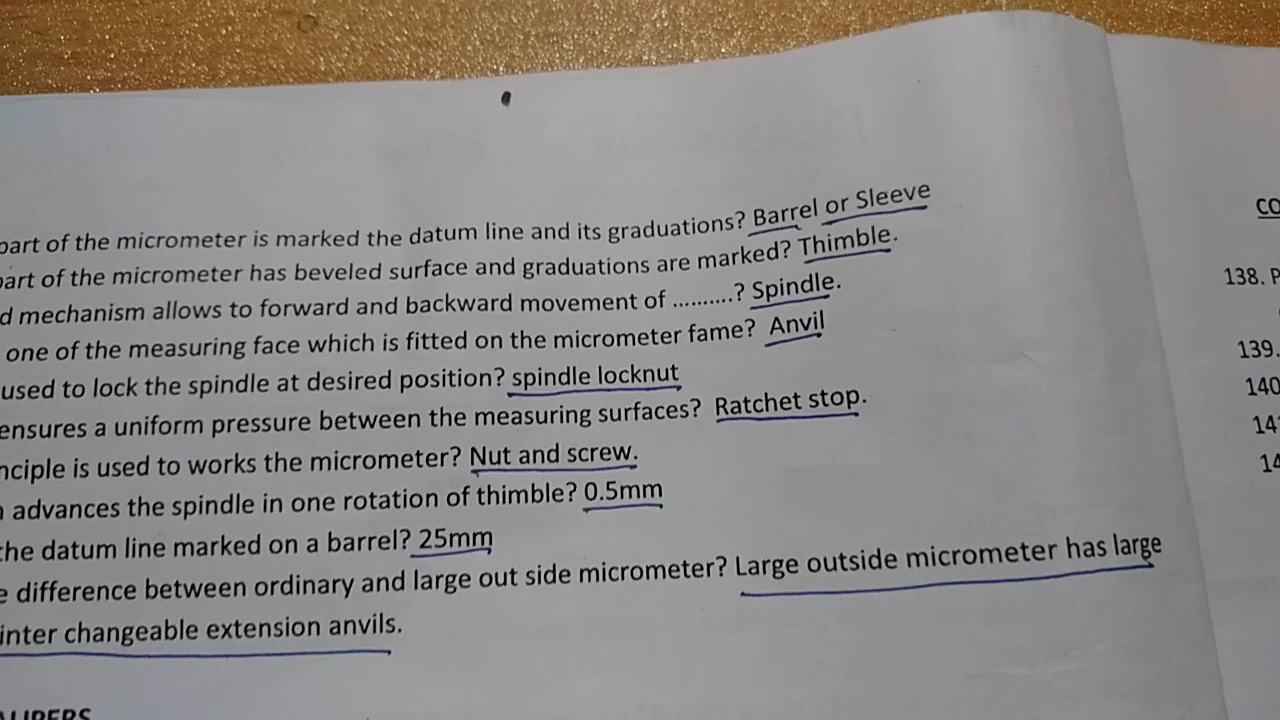 part of the micrometer is marked the datum line and its graduations? Barrel or Sleeve
part of the micrometer has beveled surface and graduations are marked? Thimble.
d mechanism allows to forward and backward movement of ..........? Spindle.
one of the measuring face which is fitted on the micrometer fame? Anvil
used to lock the spindle at desired position? spindle locknut
ensures a uniform pressure between the measuring surfaces? Ratchet stop.
nciple is used to works the micrometer? Nut and screw.
advances the spindle in one rotation of thimble? 0.5mm
the datum line marked on a barrel? 25mm
e difference between ordinary and large out side micrometer? Large outside micrometer has large
inter changeable extension anvils.
CO
138. P
139.
140
14
14